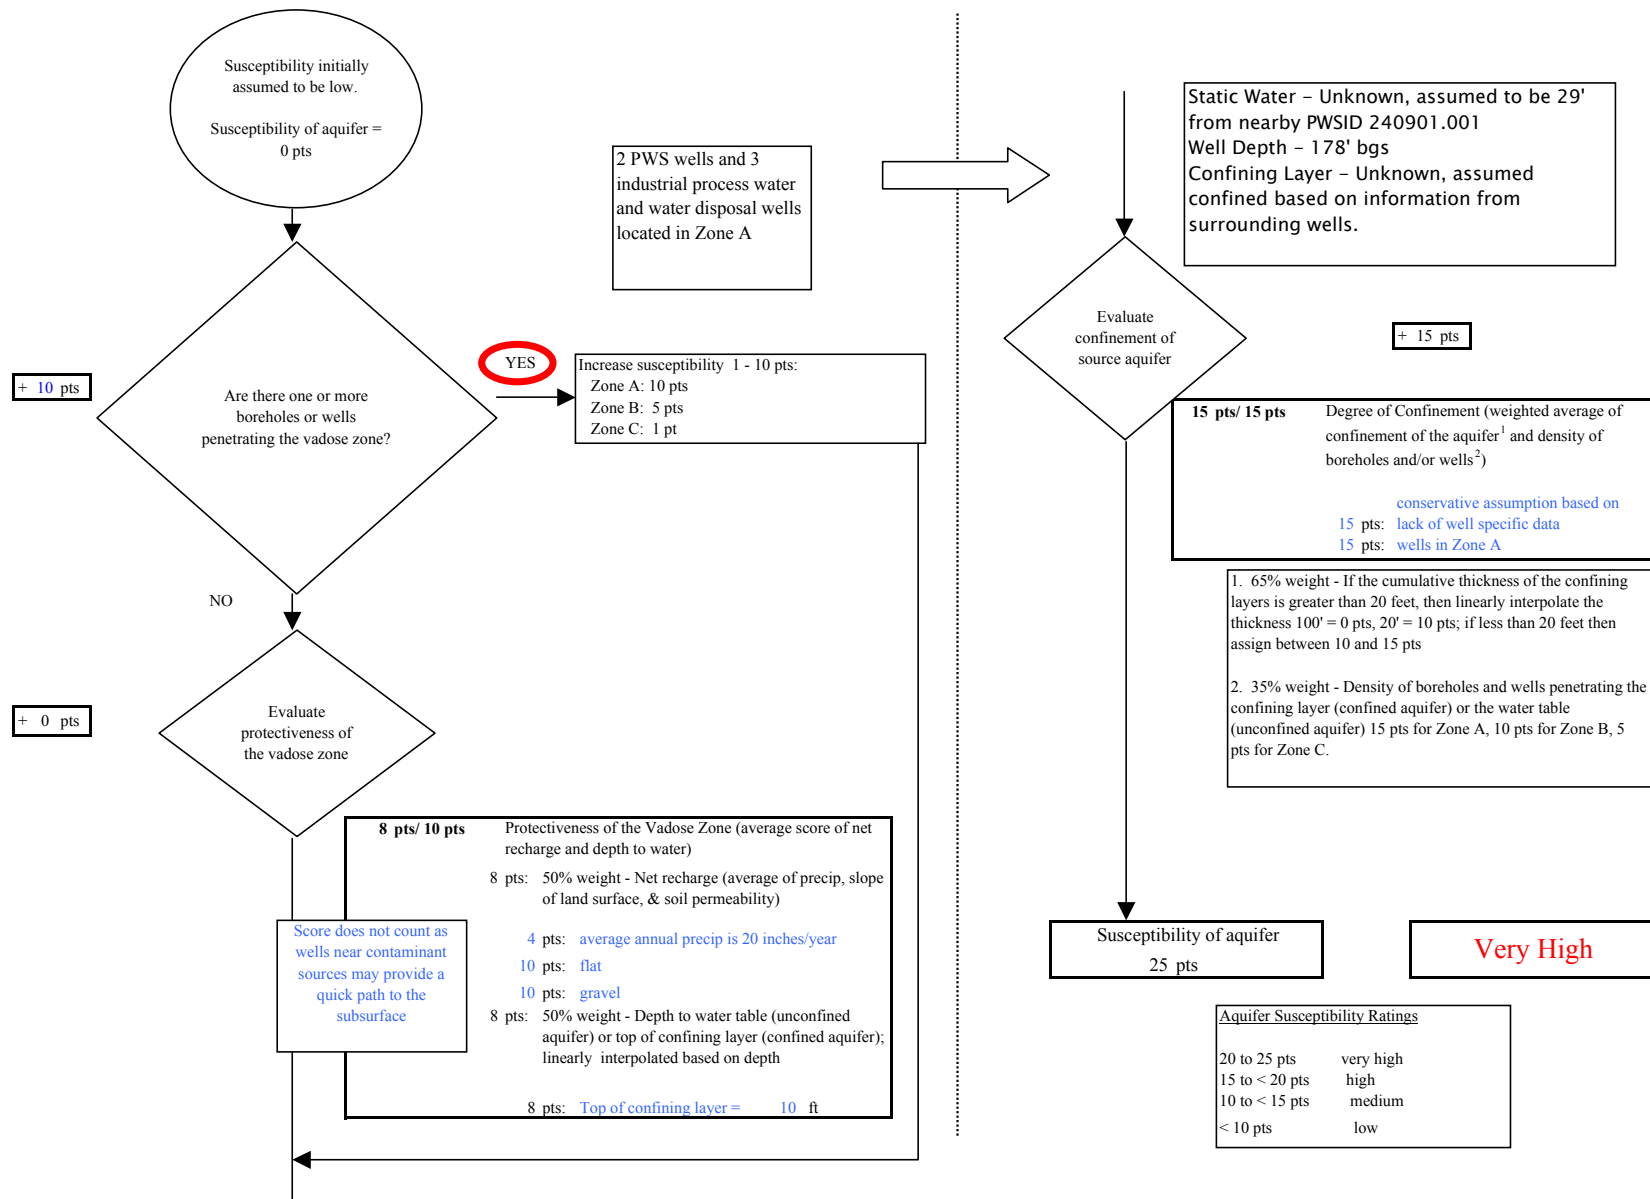 Susceptibility initially
assumed to be low.
Susceptibility of aquifer =
0 pts
2 PWS wells and 3
industrial process water
and water disposal wells
located in Zone A
+ 10 pts
Are there one or more
boreholes or wells
penetrating the vadose zone?
YES
Increase susceptibility 1 - 10 pts:
Zone A: 10 pts
Zone B: 5 pts
Zone C: 1 pt
NO
+ 0 pts
Evaluate
protectiveness of
the vadose zone
8 pts/ 10 pts Protectiveness of the Vadose Zone (average score of net
recharge and depth to water)
8 pts: 50% weight - Net recharge (average of precip, slope
of land surface, & soil permeability)
4 pts: average annual precip is 20 inches/year
10 pts: flat
10 pts: gravel
8 pts: 50% weight - Depth to water table (unconfined
aquifer) or top of confining layer (confined aquifer);
linearly interpolated based on depth
8 pts: Top of confining layer = 10 ft
Score does not count as
wells near contaminant
sources may provide a
quick path to the
subsurface
Static Water – Unknown, assumed to be 29'
from nearby PWSID 240901.001
Well Depth – 178' bgs
Confining Layer – Unknown, assumed
confined based on information from
surrounding wells.
Evaluate
confinement of
source aquifer
+ 15 pts
15 pts/ 15 pts Degree of Confinement (weighted average of
confinement of the aquifer1 and density of
boreholes and/or wells2)
conservative assumption based on
15 pts: lack of well specific data
15 pts: wells in Zone A
1. 65% weight - If the cumulative thickness of the confining
layers is greater than 20 feet, then linearly interpolate the
thickness 100' = 0 pts, 20' = 10 pts; if less than 20 feet then
assign between 10 and 15 pts
2. 35% weight - Density of boreholes and wells penetrating the
confining layer (confined aquifer) or the water table
(unconfined aquifer) 15 pts for Zone A, 10 pts for Zone B, 5
pts for Zone C.
Susceptibility of aquifer
25 pts
Very High
Aquifer Susceptibility Ratings
20 to 25 pts very high
15 to < 20 pts high
10 to < 15 pts medium
< 10 pts low